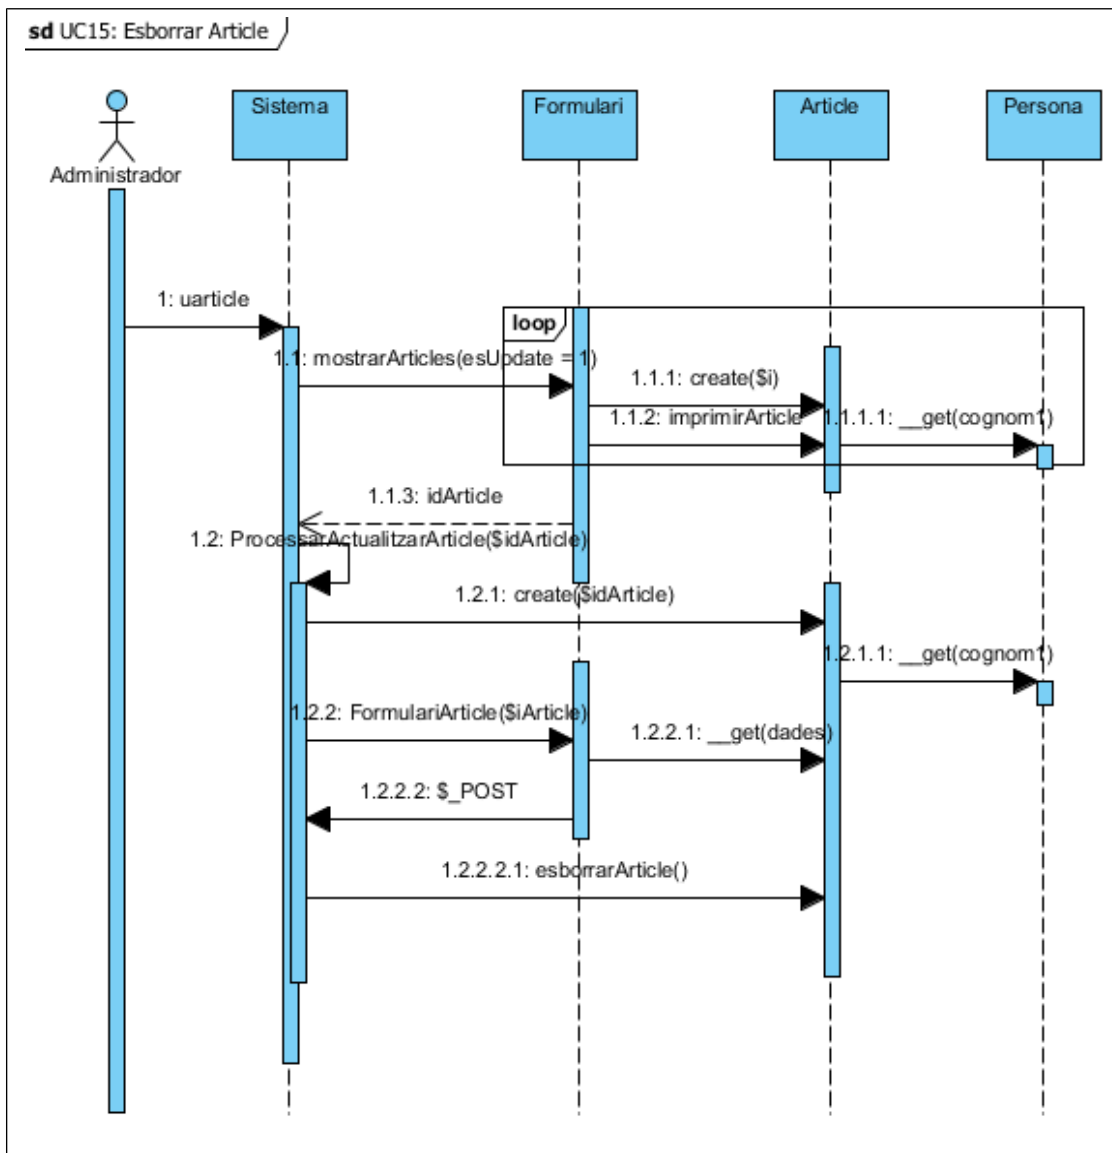 sd UC15: Esborrar Article
Sistema
Formulari
Article
Persona
Administrador
1: uarticle
loop
1.1: mostrarArticles(esUpdate = 1)
1.1.1: create($i)
1.1.2: imprimirArticle
1.1.1.1: __get(cognom1)
1.1.3: idArticle
1.2: ProcessarActualitzarArticle($idArticle)
1.2.1: create($idArticle)
1.2.1.1: __get(cognom1)
1.2.2: FormulariArticle($iArticle)
1.2.2.1: __get(dades)
1.2.2.2: $_POST
1.2.2.2.1: esborrarArticle()